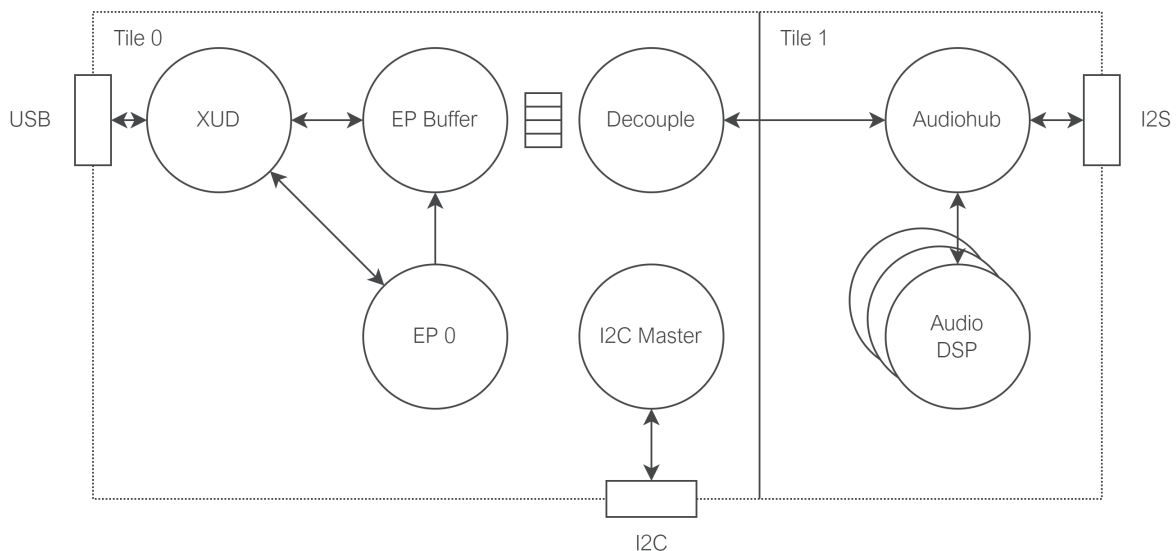 Tile 0
Tile 1
USB
XUD
EP Buffer
Decouple
Audiohub
I2S
EP 0
I2C Master
Audio
DSP
I2C